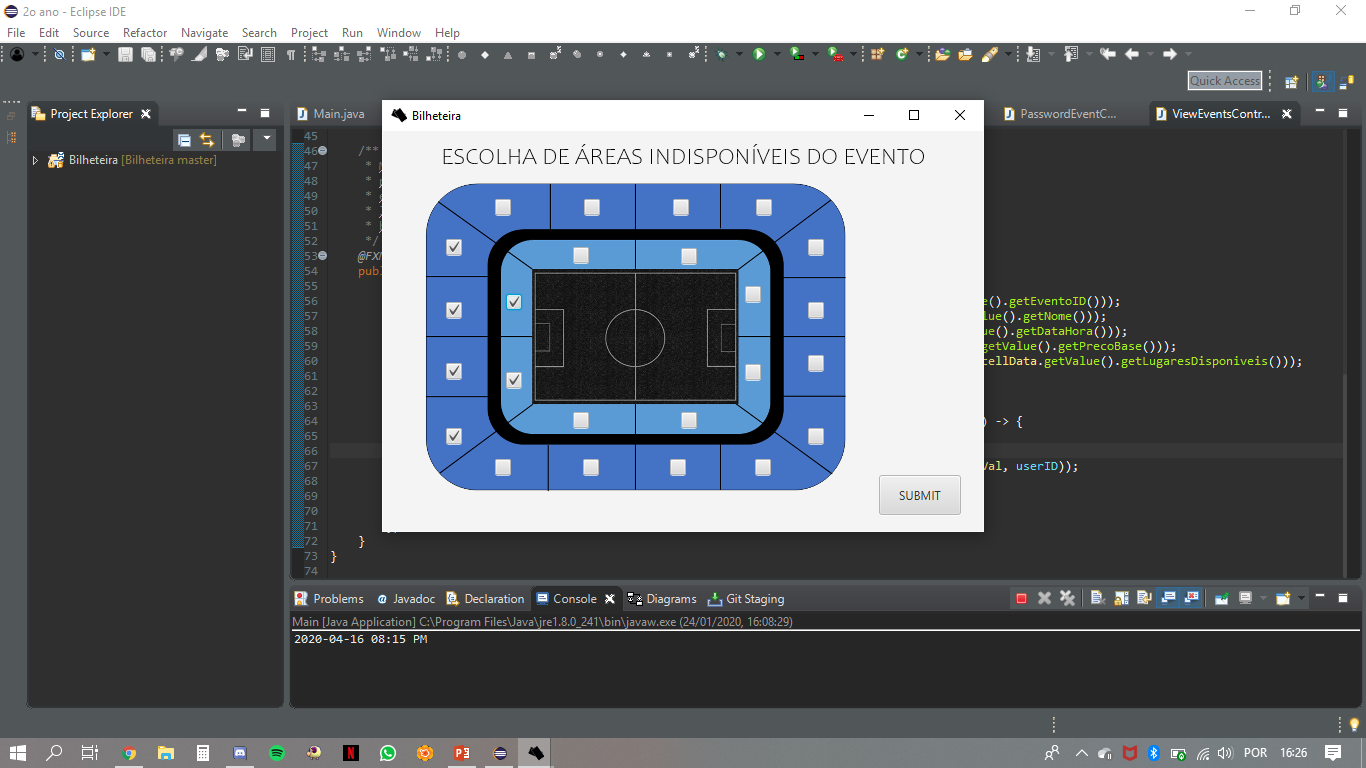 2o ano - Eclipse IDE
File Edit Source Refactor Navigate Search Project Run Window Help
Quick Access
Project Explorer
Main.java
PasswordEventC...
ViewEventsContr...
Bilheteira
Bilheteira [Bilheteira master]
ESCOLHA DE ÁREAS INDISPONÍVEIS DO EVENTO
SUBMIT
45
46 /**
47 *
48 *
49 *
50 *
51 *
52 */
53 @FX
54 pub
55
56 ().getEventoID()));
57 ().getNome()));
58 ().getDataHora()));
59 getValue().getPrecoBase()));
60 cellData.getValue().getLugaresDisponiveis()));
61
62
63
64 ) -> {
65
66
67 Val, userID));
68
69
70
71
72 }
73 }
74
Problems Javadoc Declaration Console Diagrams Git Staging
Main [Java Application] C:\Program Files\Java\jre1.8.0_241\bin\javaw.exe (24/01/2020, 16:08:29)
2020-04-16 08:15 PM
POR 16:26